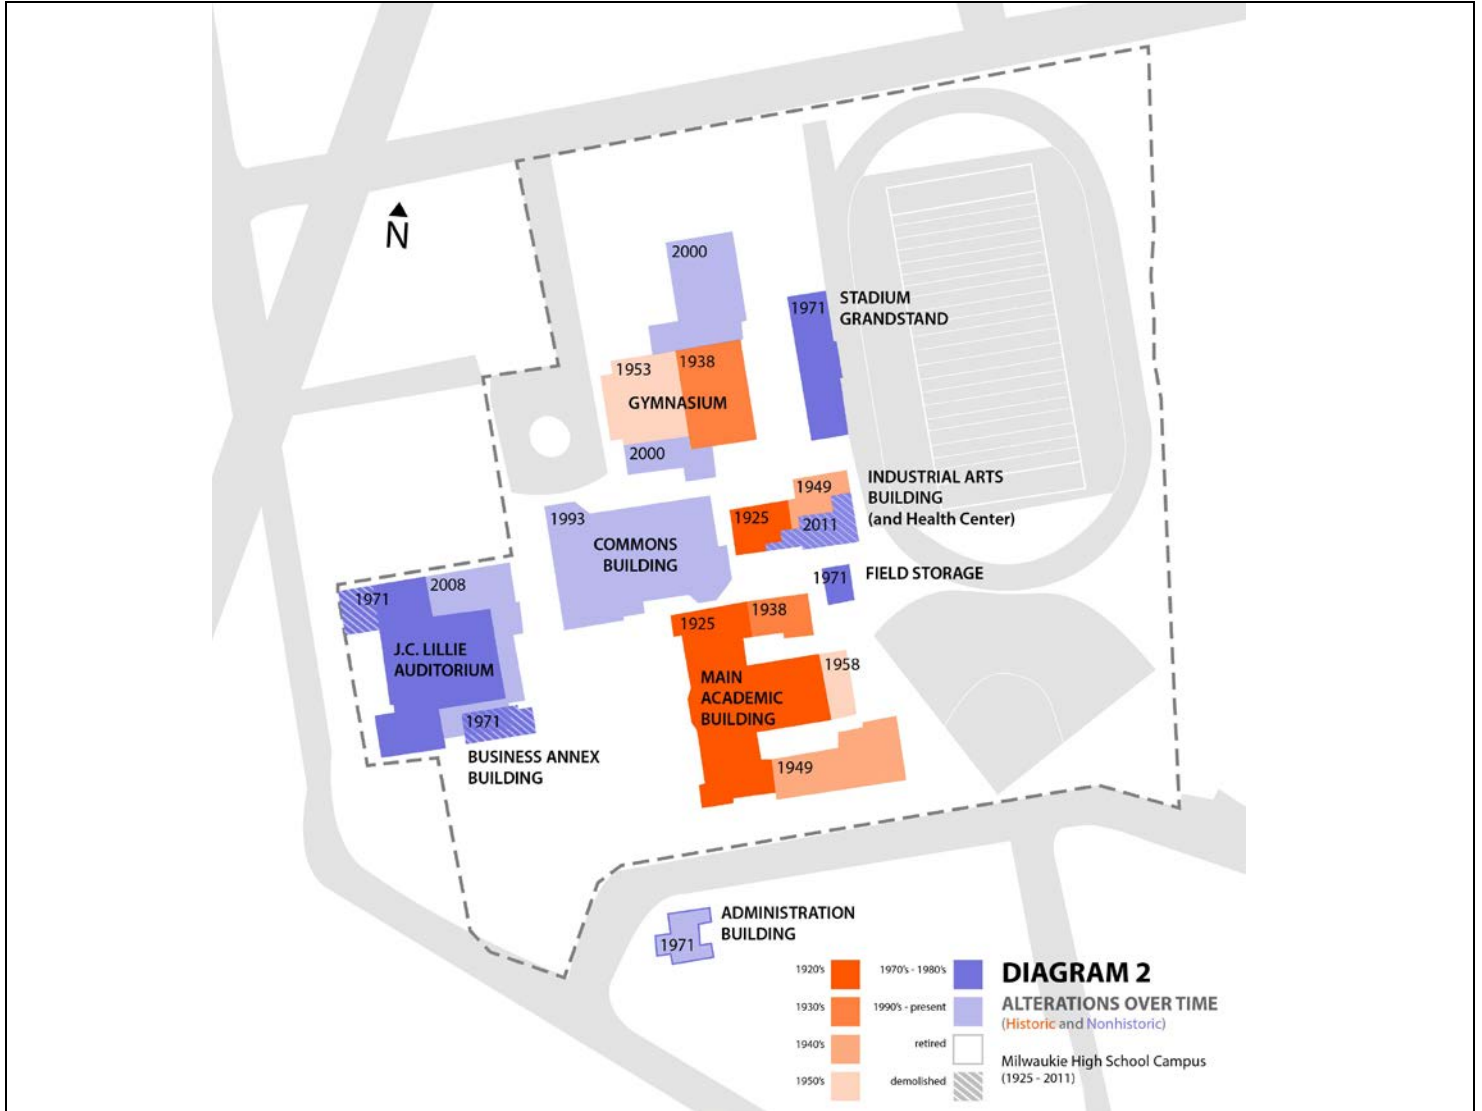 N
2000
1971
STADIUM
GRANDSTAND
1953
1938
GYMNASIUM
2000
1949
INDUSTRIAL ARTS
BUILDING
(and Health Center)
1993
1925
2011
COMMONS
BUILDING
1971
FIELD STORAGE
1971
2008
J.C. LILLIE
AUDITORIUM
1925
1938
1958
MAIN
ACADEMIC
BUILDING
1971
BUSINESS ANNEX
BUILDING
1949
ADMINISTRATION
BUILDING
1971
1920's
1930's
1940's
1950's
1970's - 1980's
1990's - present
retired
demolished
DIAGRAM 2
ALTERATIONS OVER TIME
(Historic and Nonhistoric)
Milwaukie High School Campus
(1925 - 2011)